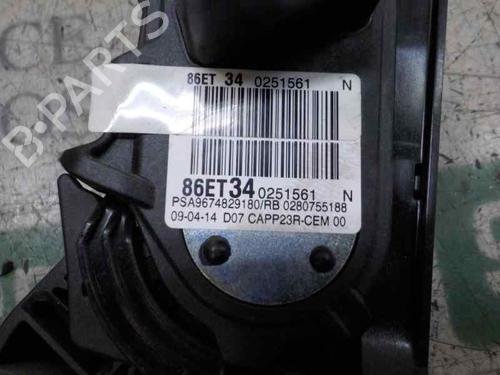 86ET 34 0251561 N
86ET34 0251561 N
PSA9674829180/RB 0280755188
09-04-14 D07 CAPP23R-CEM 00
B-PARTS